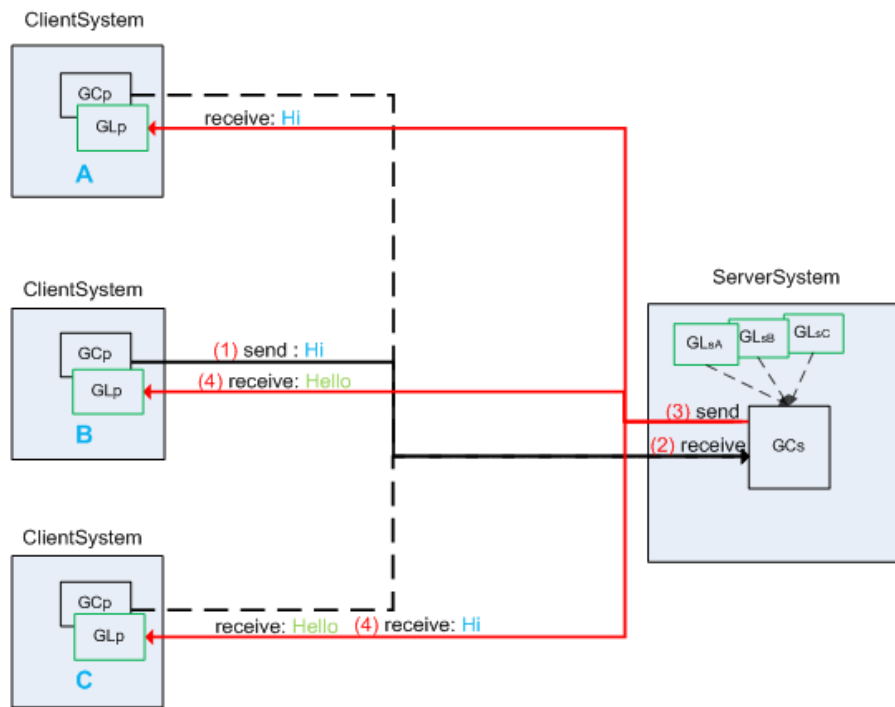 ClientSystem
GCp
GLp
A
receive: Hi
ClientSystem
GCp
GLp
B
(1) send : Hi
(4) receive: Hello
ServerSystem
GLsA
GLsB
GLsC
(3) send
(2) receive
GCs
ClientSystem
GCp
GLp
C
receive: Hello (4) receive: Hi